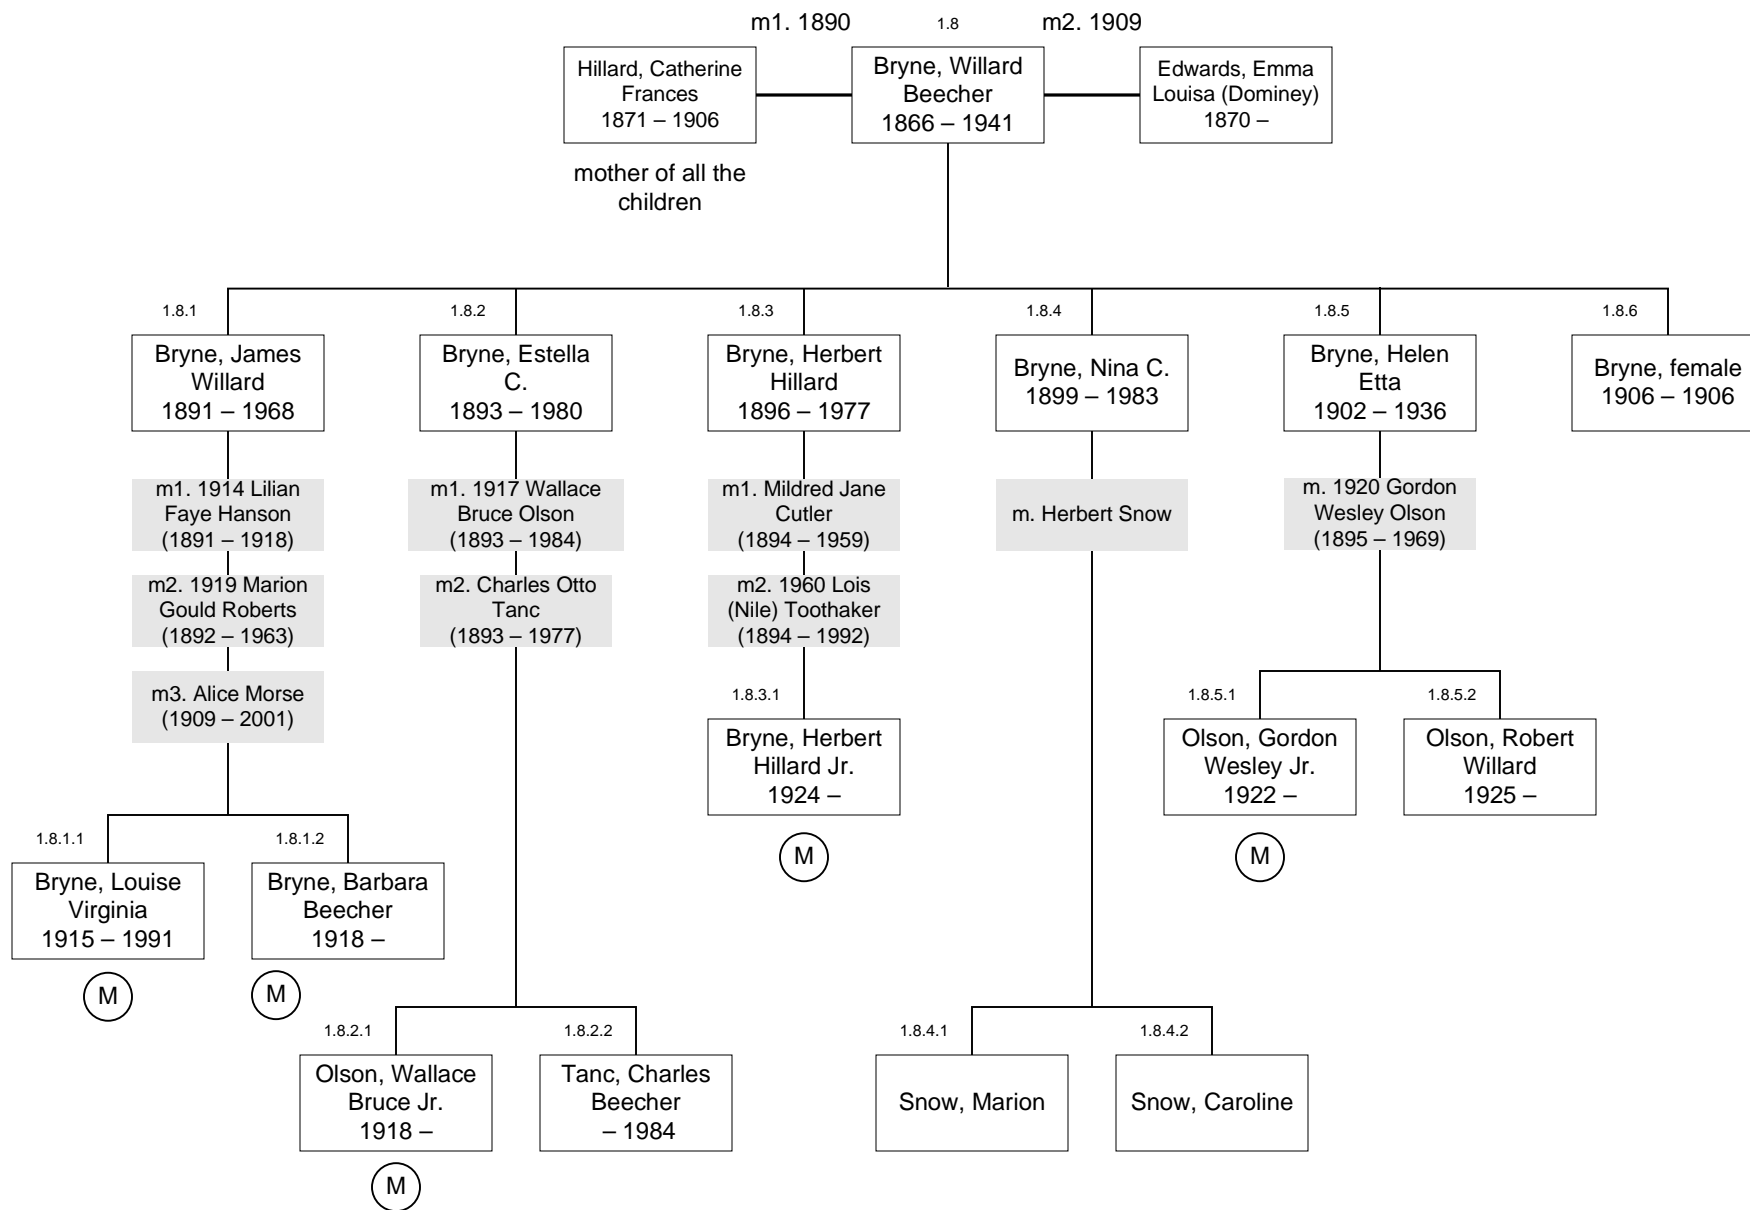 m1. 1890
1.8
m2. 1909
Hillard, Catherine
Frances
1871 – 1906
Bryne, Willard
Beecher
1866 – 1941
Edwards, Emma
Louisa (Dominey)
1870 –
mother of all the
children
1.8.1
Bryne, James
Willard
1891 – 1968
1.8.2
Bryne, Estella
C.
1893 – 1980
1.8.3
Bryne, Herbert
Hillard
1896 – 1977
1.8.4
Bryne, Nina C.
1899 – 1983
1.8.5
Bryne, Helen
Etta
1902 – 1936
1.8.6
Bryne, female
1906 – 1906
m1. 1914 Lilian
Faye Hanson
(1891 – 1918)
m1. 1917 Wallace
Bruce Olson
(1893 – 1984)
m1. Mildred Jane
Cutler
(1894 – 1959)
m. Herbert Snow
m. 1920 Gordon
Wesley Olson
(1895 – 1969)
m2. 1919 Marion
Gould Roberts
(1892 – 1963)
m2. Charles Otto
Tanc
(1893 – 1977)
m2. 1960 Lois
(Nile) Toothaker
(1894 – 1992)
m3. Alice Morse
(1909 – 2001)
1.8.3.1
Bryne, Herbert
Hillard Jr.
1924 –
M
1.8.5.1
Olson, Gordon
Wesley Jr.
1922 –
M
1.8.5.2
Olson, Robert
Willard
1925 –
1.8.1.1
Bryne, Louise
Virginia
1915 – 1991
M
1.8.1.2
Bryne, Barbara
Beecher
1918 –
M
1.8.2.1
Olson, Wallace
Bruce Jr.
1918 –
M
1.8.2.2
Tanc, Charles
Beecher
– 1984
1.8.4.1
Snow, Marion
1.8.4.2
Snow, Caroline